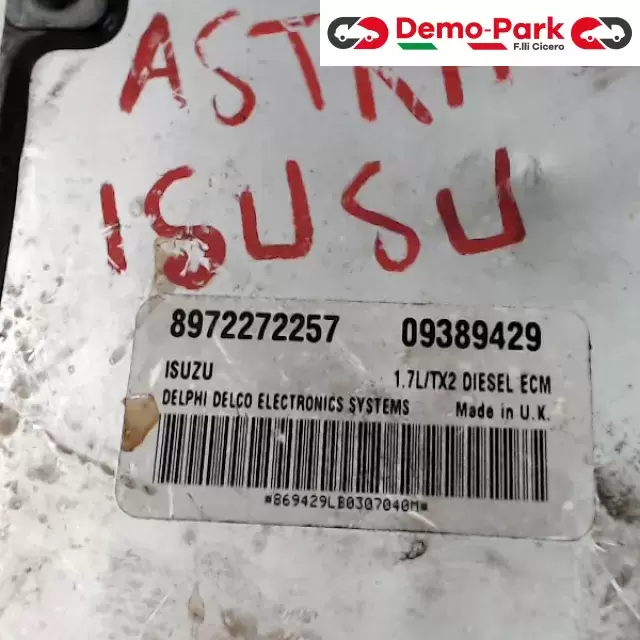 Demo-Park
F.lli Cicero
ASTRA
ISUSU
8972272257 09389429
ISUZU 1.7L/TX2 DIESEL ECM
DELPHI DELCO ELECTRONICS SYSTEMS Made in U.K.
*869429LB0307040M*